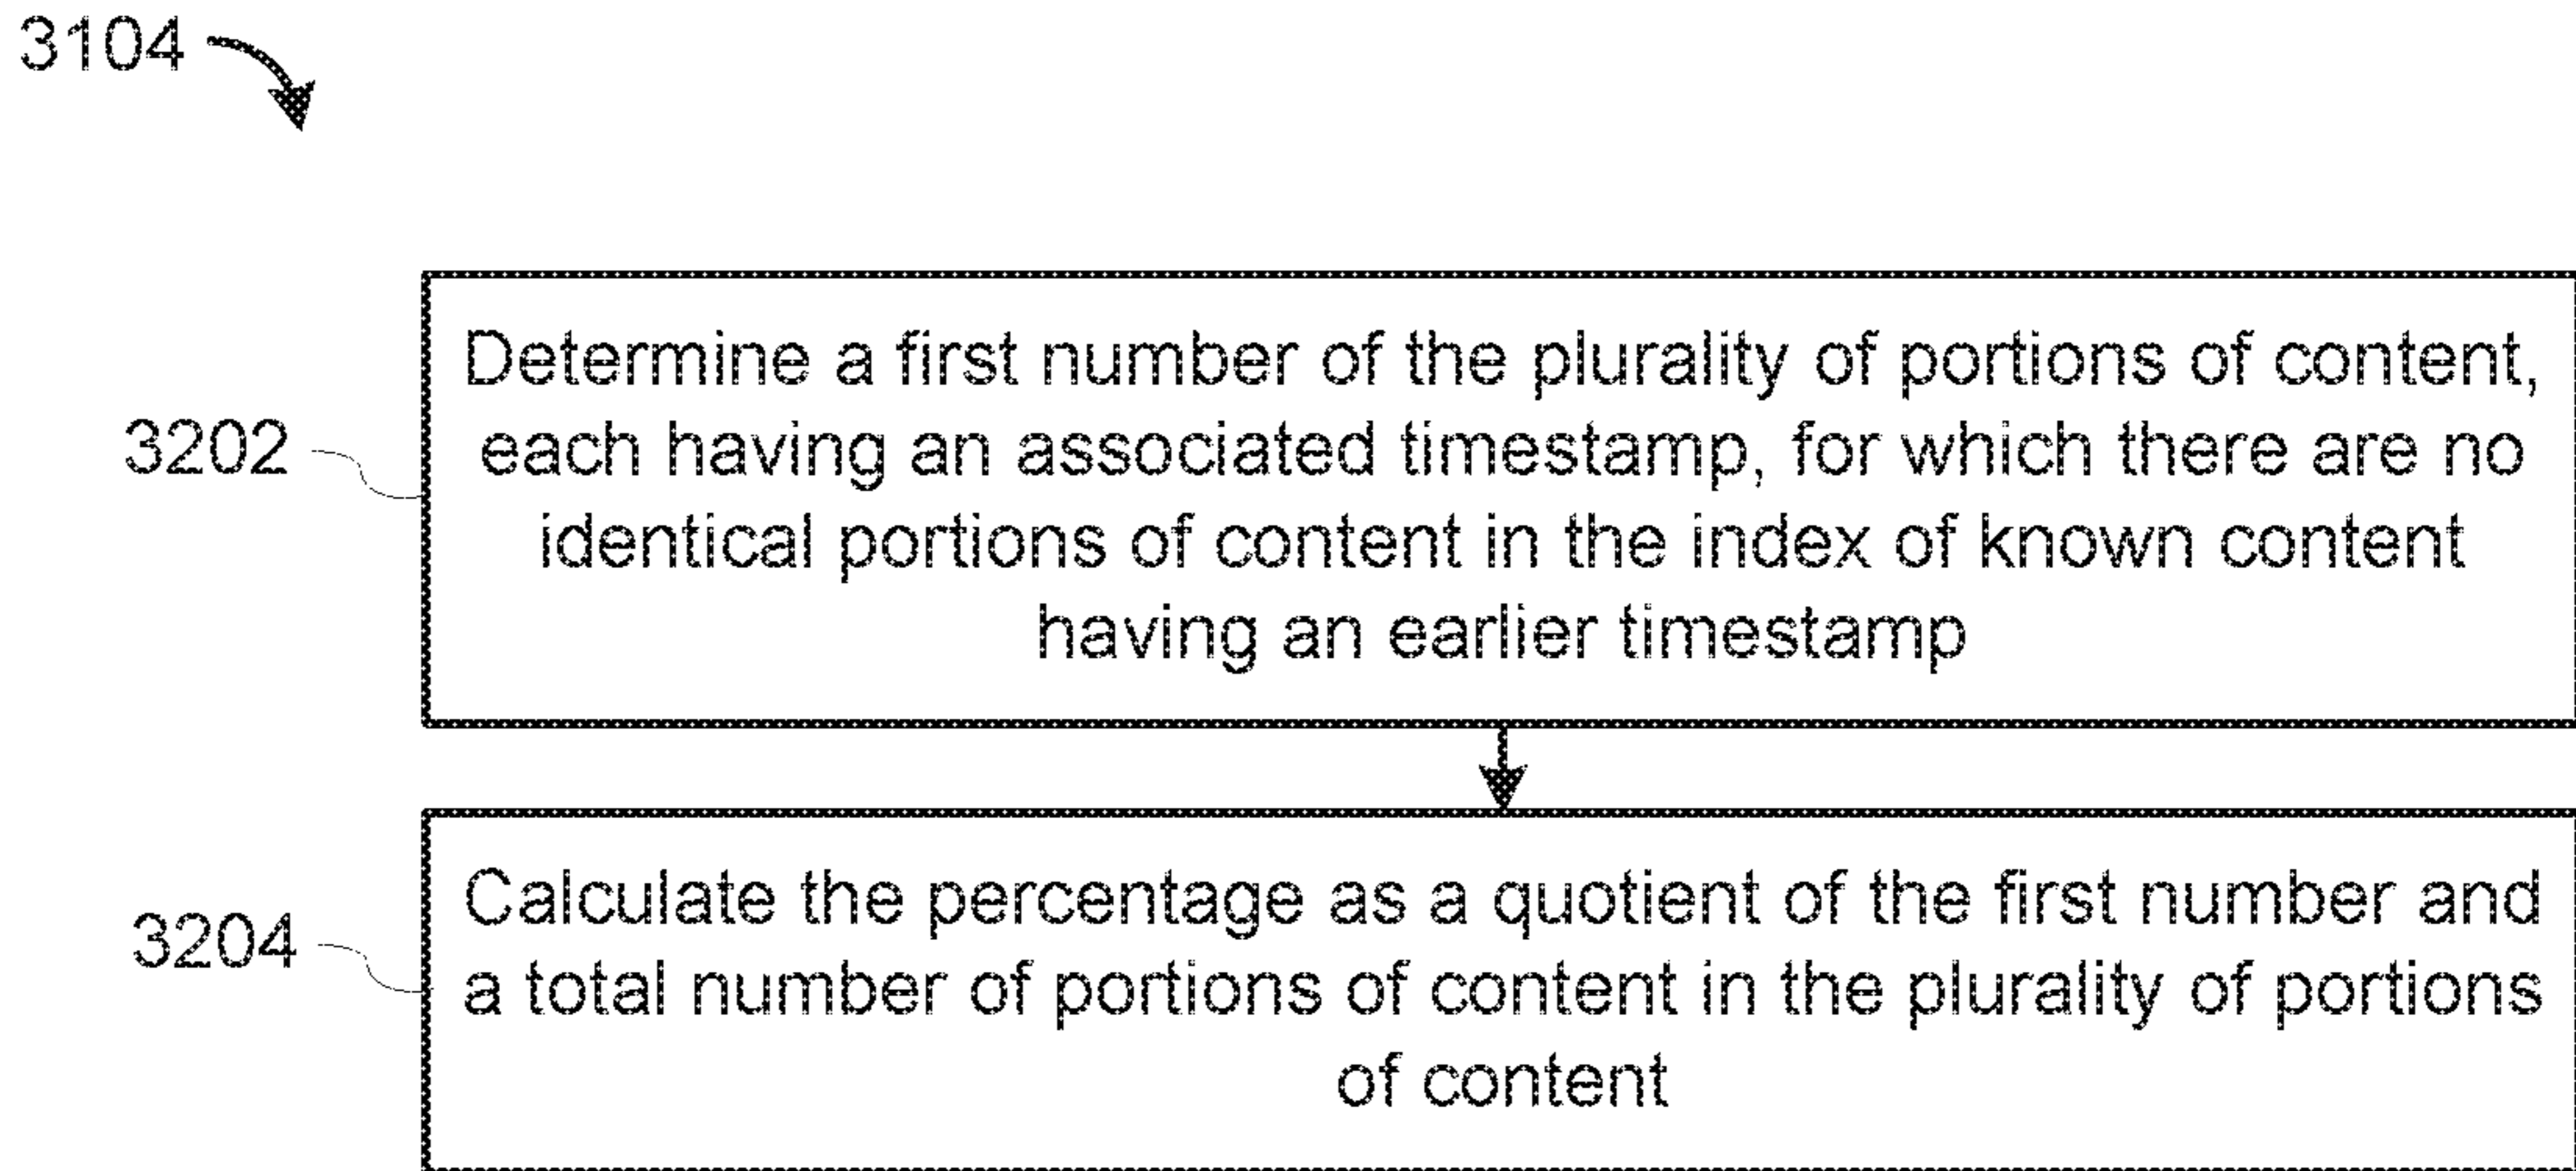 3104
3202
Determine a first number of the plurality of portions of content,
each having an associated timestamp, for which there are no
identical portions of content in the index of known content
having an earlier timestamp
3204
Calculate the percentage as a quotient of the first number and
a total number of portions of content in the plurality of portions
of content